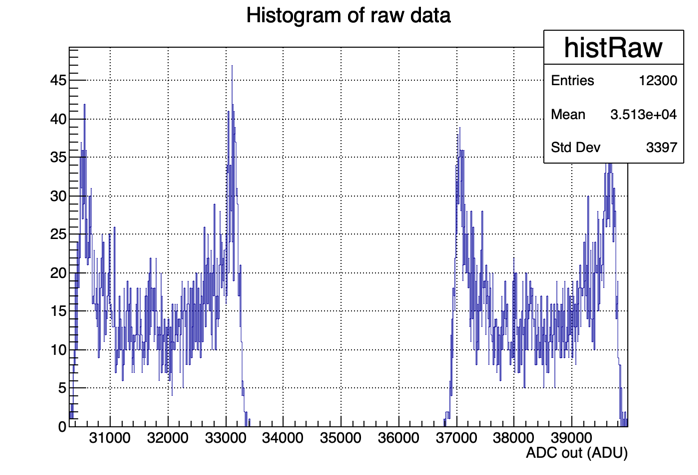 Histogram of raw data
histRaw
Entries 12300
Mean 3.513e+04
Std Dev 3397
45
40
35
30
25
20
15
10
5
0
31000 32000 33000 34000 35000 36000 37000 38000 39000
ADC out (ADU)